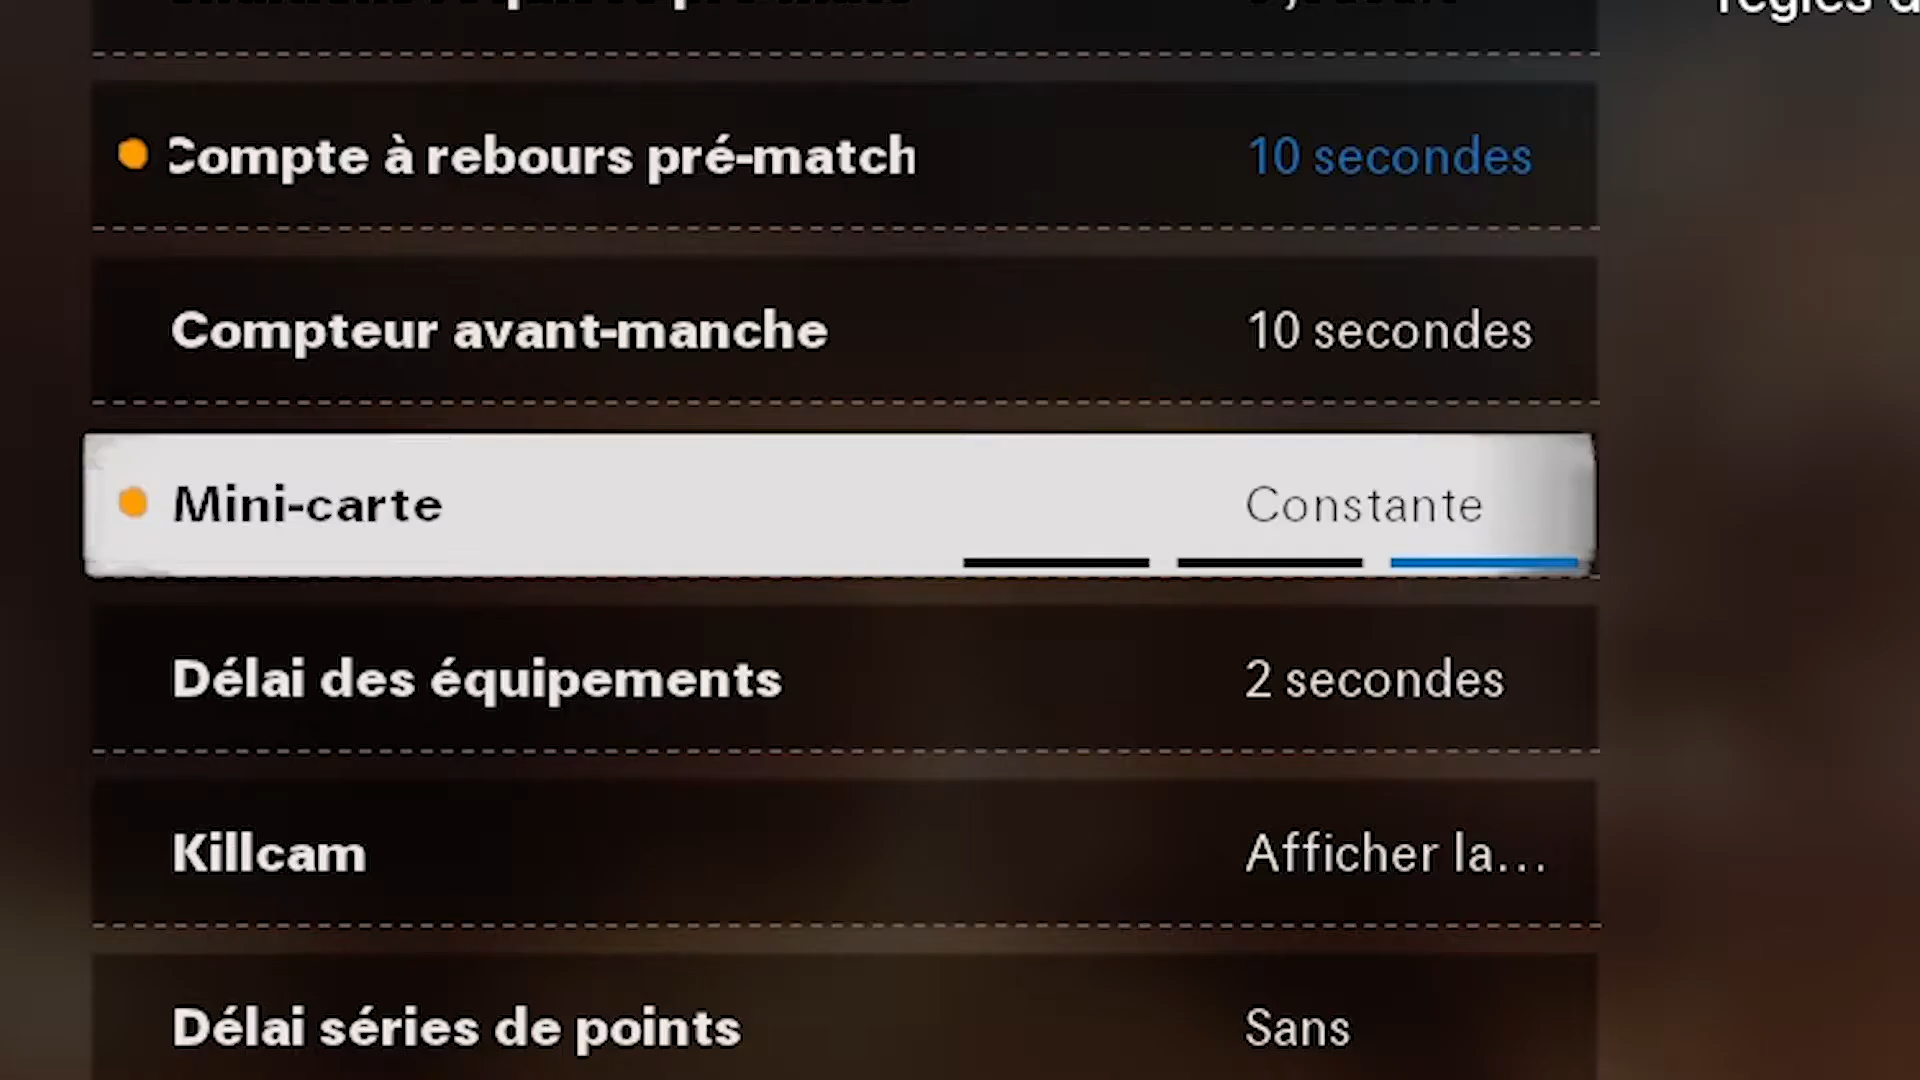 règles d
Compte à rebours pré-match
10 secondes
Compteur avant-manche
10 secondes
Mini-carte
Constante
Délai des équipements
2 secondes
Killcam
Afficher la...
Délai séries de points
Sans